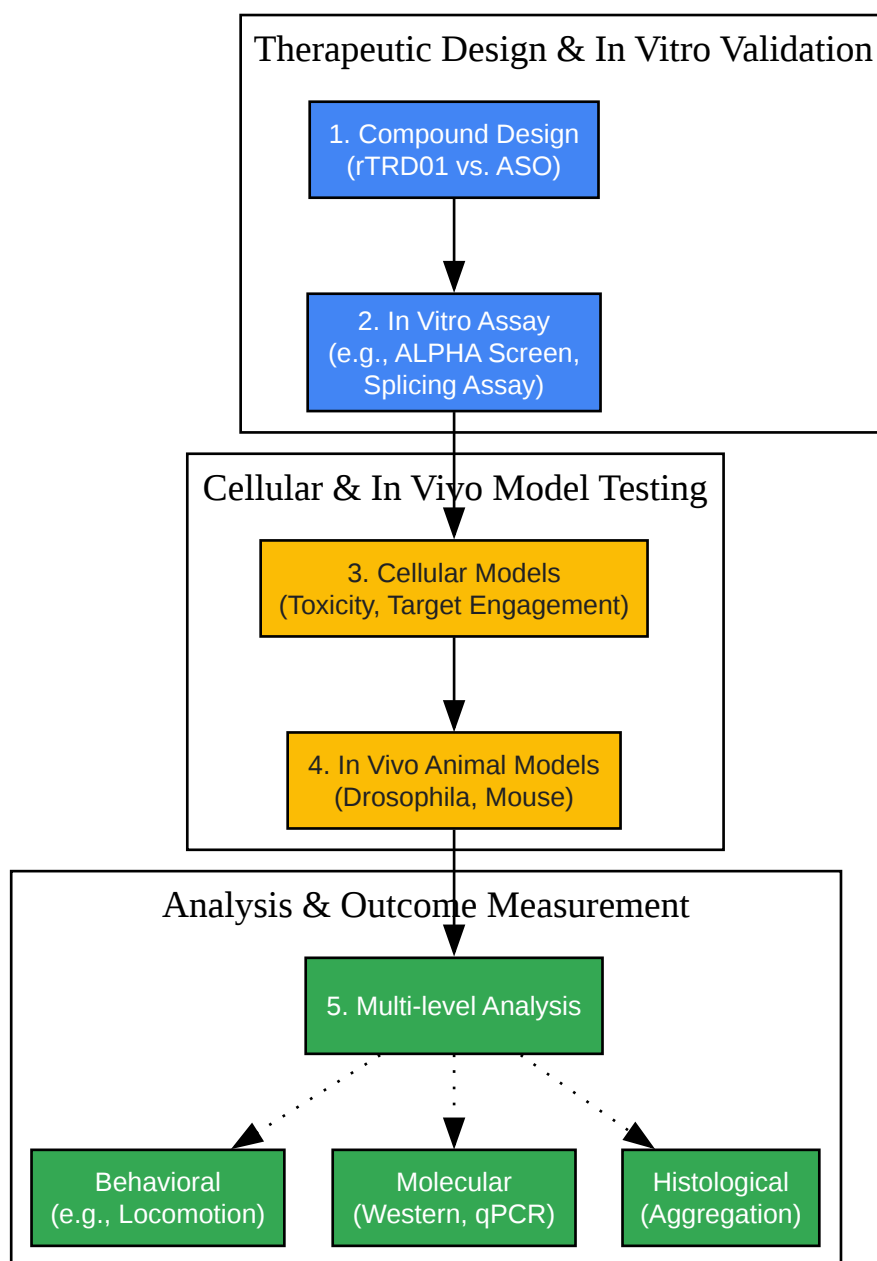 Therapeutic Design & In Vitro Validation
1. Compound Design
(rTRD01 vs. ASO)
2. In Vitro Assay
(e.g., ALPHA Screen,
Splicing Assay)
Cellular & In Vivo Model Testing
3. Cellular Models
(Toxicity, Target Engagement)
4. In Vivo Animal Models
(Drosophila, Mouse)
Analysis & Outcome Measurement
5. Multi-level Analysis
Behavioral
(e.g., Locomotion)
Molecular
(Western, qPCR)
Histological
(Aggregation)